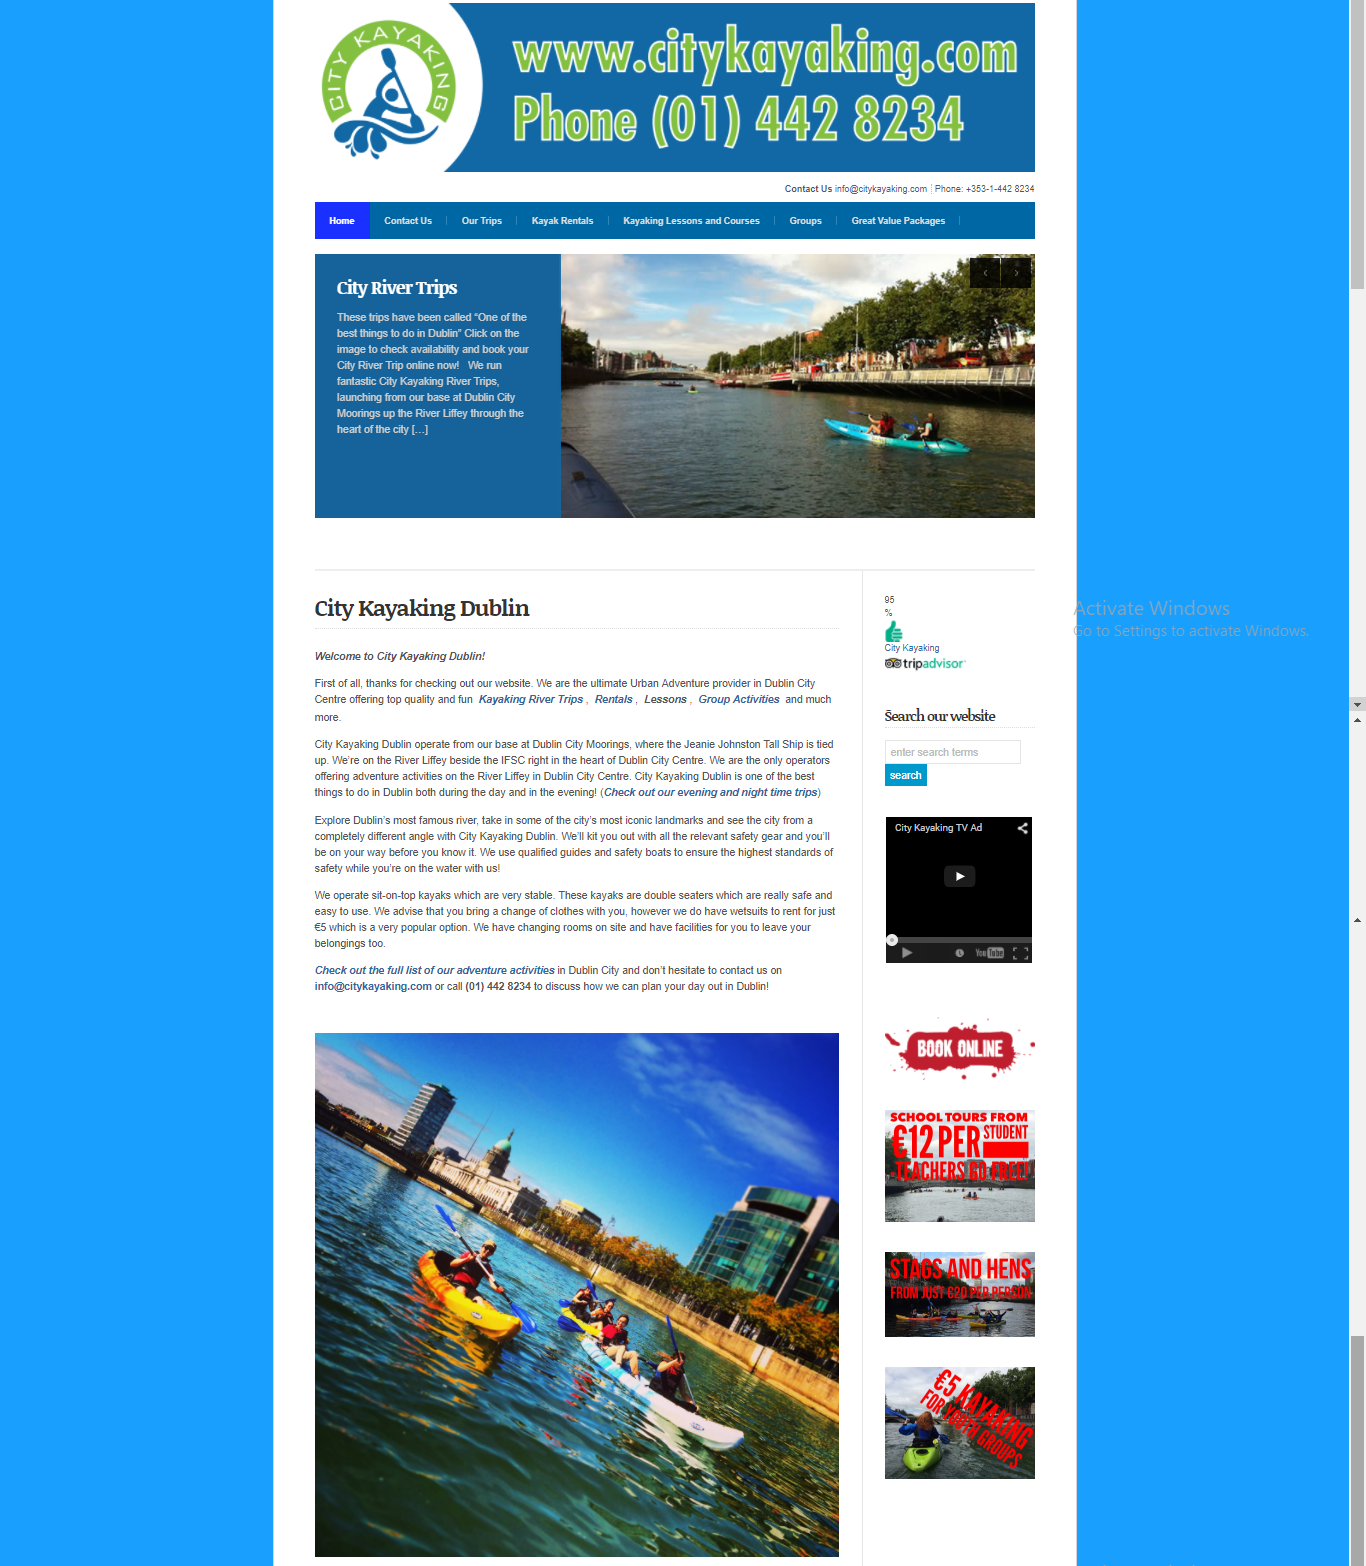 CITY KAYAKING
www.citykayaking.com
Phone (01) 442 8234
Contact Us info@citykayaking.com Phone: +353-1-442 8234
Home Contact Us Our Trips Kayak Rentals Kayaking Lessons and Courses Groups Great Value Packages
City River Trips
These trips have been called "One of the
best things to do in Dublin" Click on the
image to check availability and book your
City River Trip online now! We run
fantastic City Kayaking River Trips,
launching from our base at Dublin City
Moorings up the River Liffey through the
heart of the city [...]
City Kayaking Dublin
Welcome to City Kayaking Dublin!
First of all, thanks for checking out our website. We are the ultimate Urban Adventure provider in Dublin City
Centre offering top quality and fun Kayaking River Trips , Rentals , Lessons , Group Activities and much
more.
City Kayaking Dublin operate from our base at Dublin City Moorings, where the Jeanie Johnston Tall Ship is tied
up. We're on the River Liffey beside the IFSC right in the heart of Dublin City Centre. We are the only operators
offering adventure activities on the River Liffey in Dublin City Centre. City Kayaking Dublin is one of the best
things to do in Dublin both during the day and in the evening! (Check out our evening and night time trips)
Explore Dublin's most famous river, take in some of the city's most iconic landmarks and see the city from a
completely different angle with City Kayaking Dublin. We'll kit you out with all the relevant safety gear and you'll
be on your way before you know it. We use qualified guides and safety boats to ensure the highest standards of
safety while you're on the water with us!
We operate sit-on-top kayaks which are very stable. These kayaks are double seaters which are really safe and
easy to use. We advise that you bring a change of clothes with you, however we do have wetsuits to rent for just
€5 which is a very popular option. We have changing rooms on site and have facilities for you to leave your
belongings too.
Check out the full list of our adventure activities in Dublin City and don't hesitate to contact us on
info@citykayaking.com or call (01) 442 8234 to discuss how we can plan your day out in Dublin!
95
%
City Kayaking
tripadvisor
Search our website
enter search terms
search
City Kayaking TV Ad
YouTube
BOOK ONLINE
SCHOOL TOURS FROM
€12 PER STUDENT
TEACHERS GO FREE!
STAGS AND HENS
FROM JUST €20 PER PERSON
€5 KAYAKING
FOR YOUTH GROUPS
Activate Windows
Go to Settings to activate Windows.